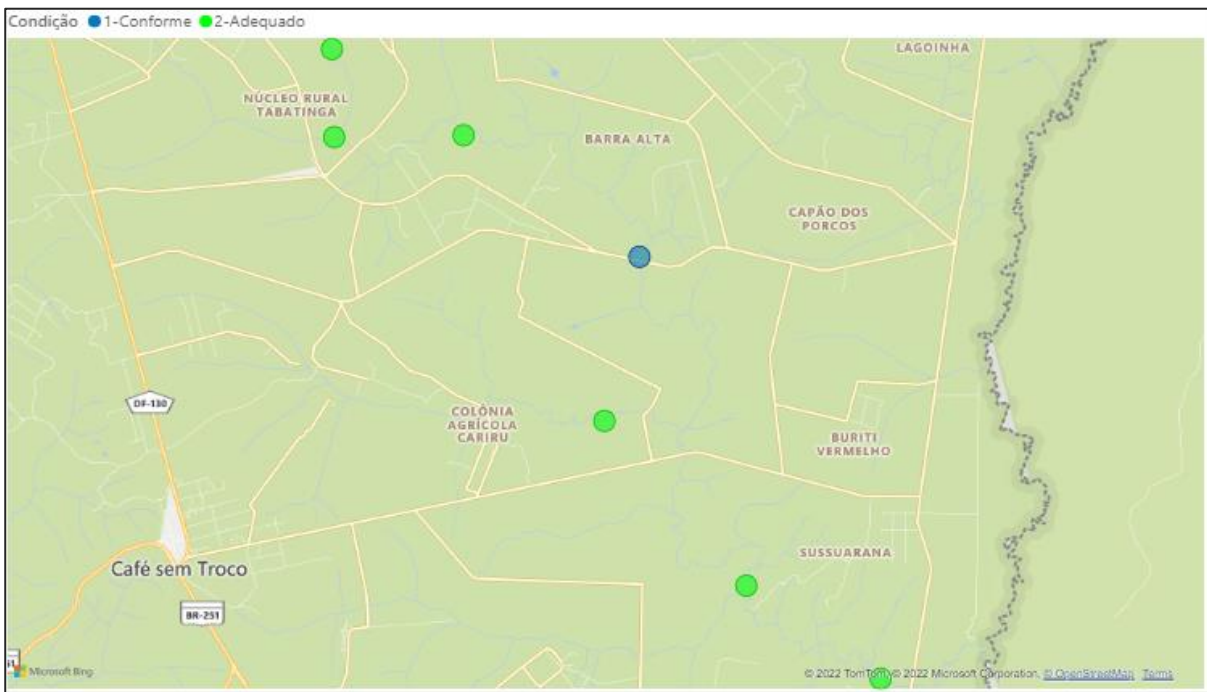 Condição 1-Conforme 2-Adequado
LAGOINHA
NÚCLEO RURAL
TABATINGA
BARRA ALTA
CAPÃO DOS
PORCOS
DF-130
COLÔNIA
AGRÍCOLA
CARIRU
BURITI
VERMELHO
SUSSUARANA
Café sem Troco
BR-251
Microsoft Bing
© 2022 TomTom, © 2022 Microsoft Corporation, © OpenStreetMap Terms